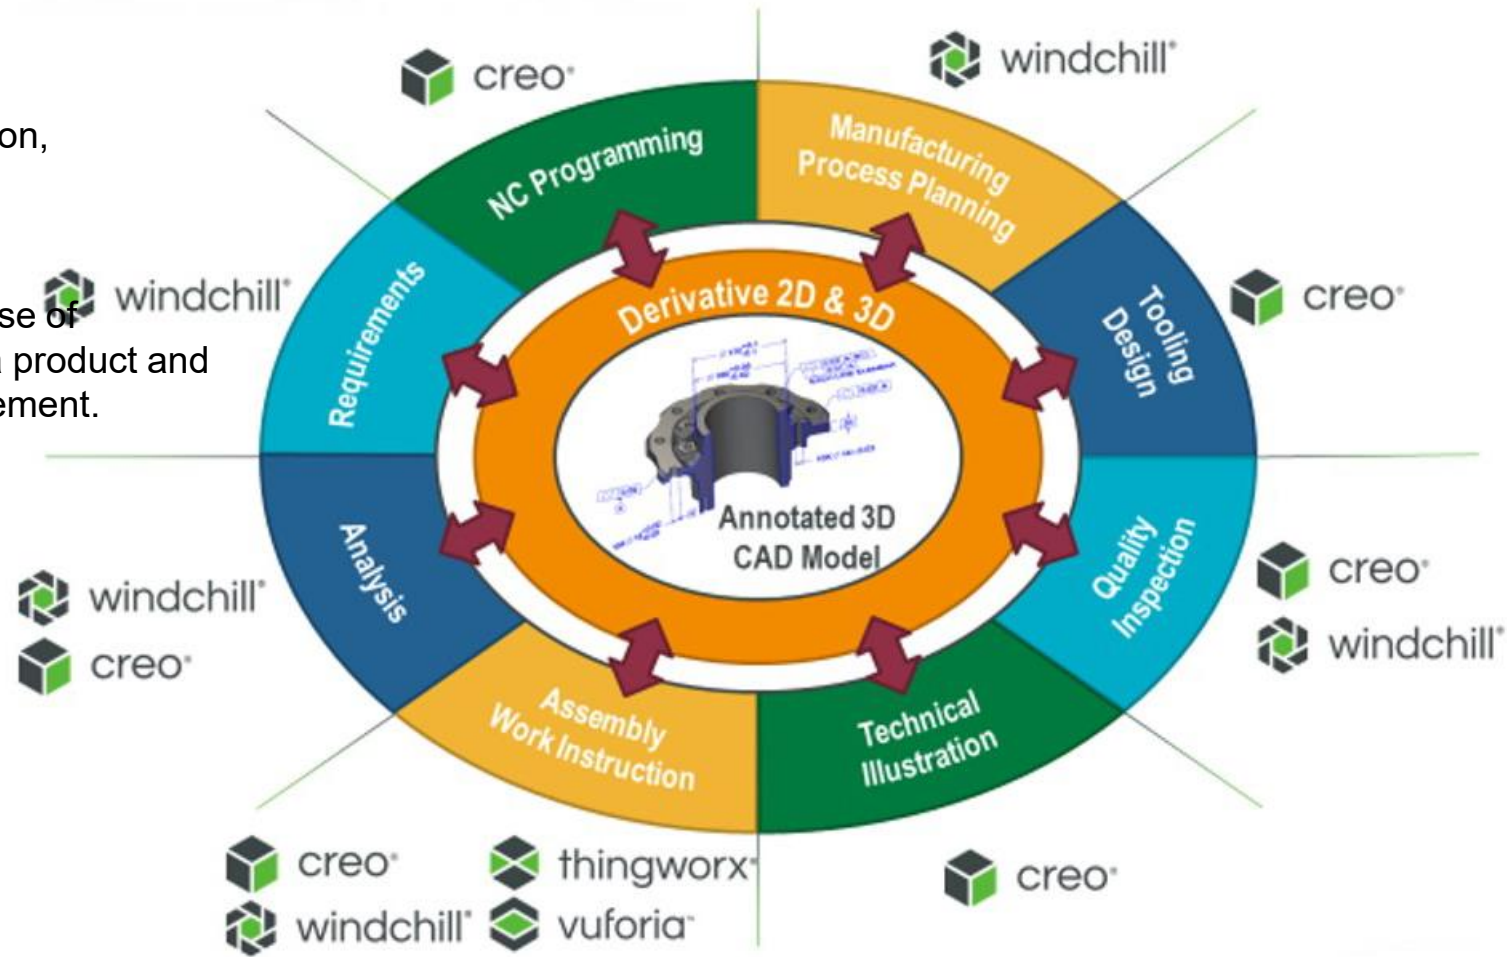 creo®
windchill®
on,
NC Programming
Manufacturing
Process Planning
windchill®
Requirements
Tooling
Design
creo®
se of
a product and
ement.
Derivative 2D & 3D
Annotated 3D
CAD Model
Analysis
windchill®
creo®
Quality
Inspection
creo®
windchill®
Assembly
Work Instruction
Technical
Illustration
creo®
thingworx®
windchill®
vuforia™
creo®